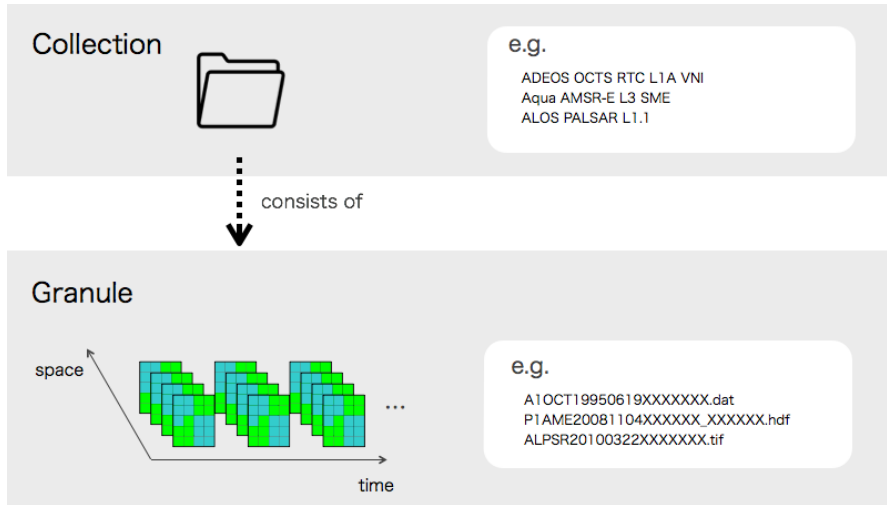 Collection
e.g.
ADEOS OCTS RTC L1A VNI
Aqua AMSR-E L3 SME
ALOS PALSAR L1.1
consists of
Granule
space
...
time
e.g.
A1OCT19950619XXXXXXX.dat
P1AME20081104XXXXXX_XXXXXX.hdf
ALPSR20100322XXXXXXX.tif